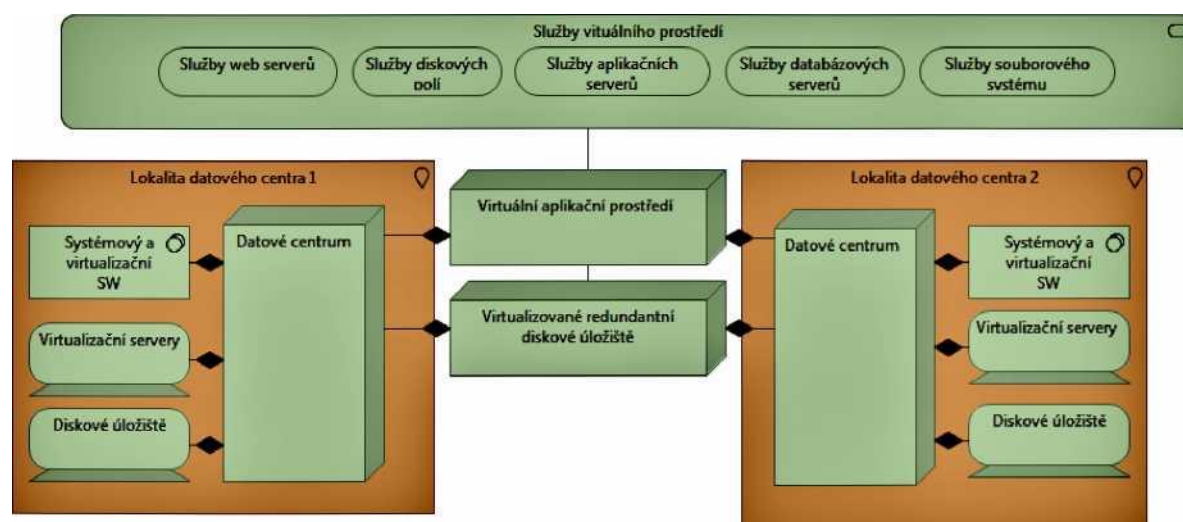 Služby vituálního prostředí
Služby web serverů
Služby diskových
polí
Služby aplikačních
serverů
Služby databázových
serverů
Služby souborového
systému
Lokalita datového centra 1
Systémový a
virtualizační
SW
Virtualizační servery
Diskové úložiště
Datové centrum
Virtuální aplikační prostředí
Virtualizované redundantní
diskové úložiště
Lokalita datového centra 2
Datové centrum
Systémový a
virtualizační
SW
Virtualizační servery
Diskové úložiště